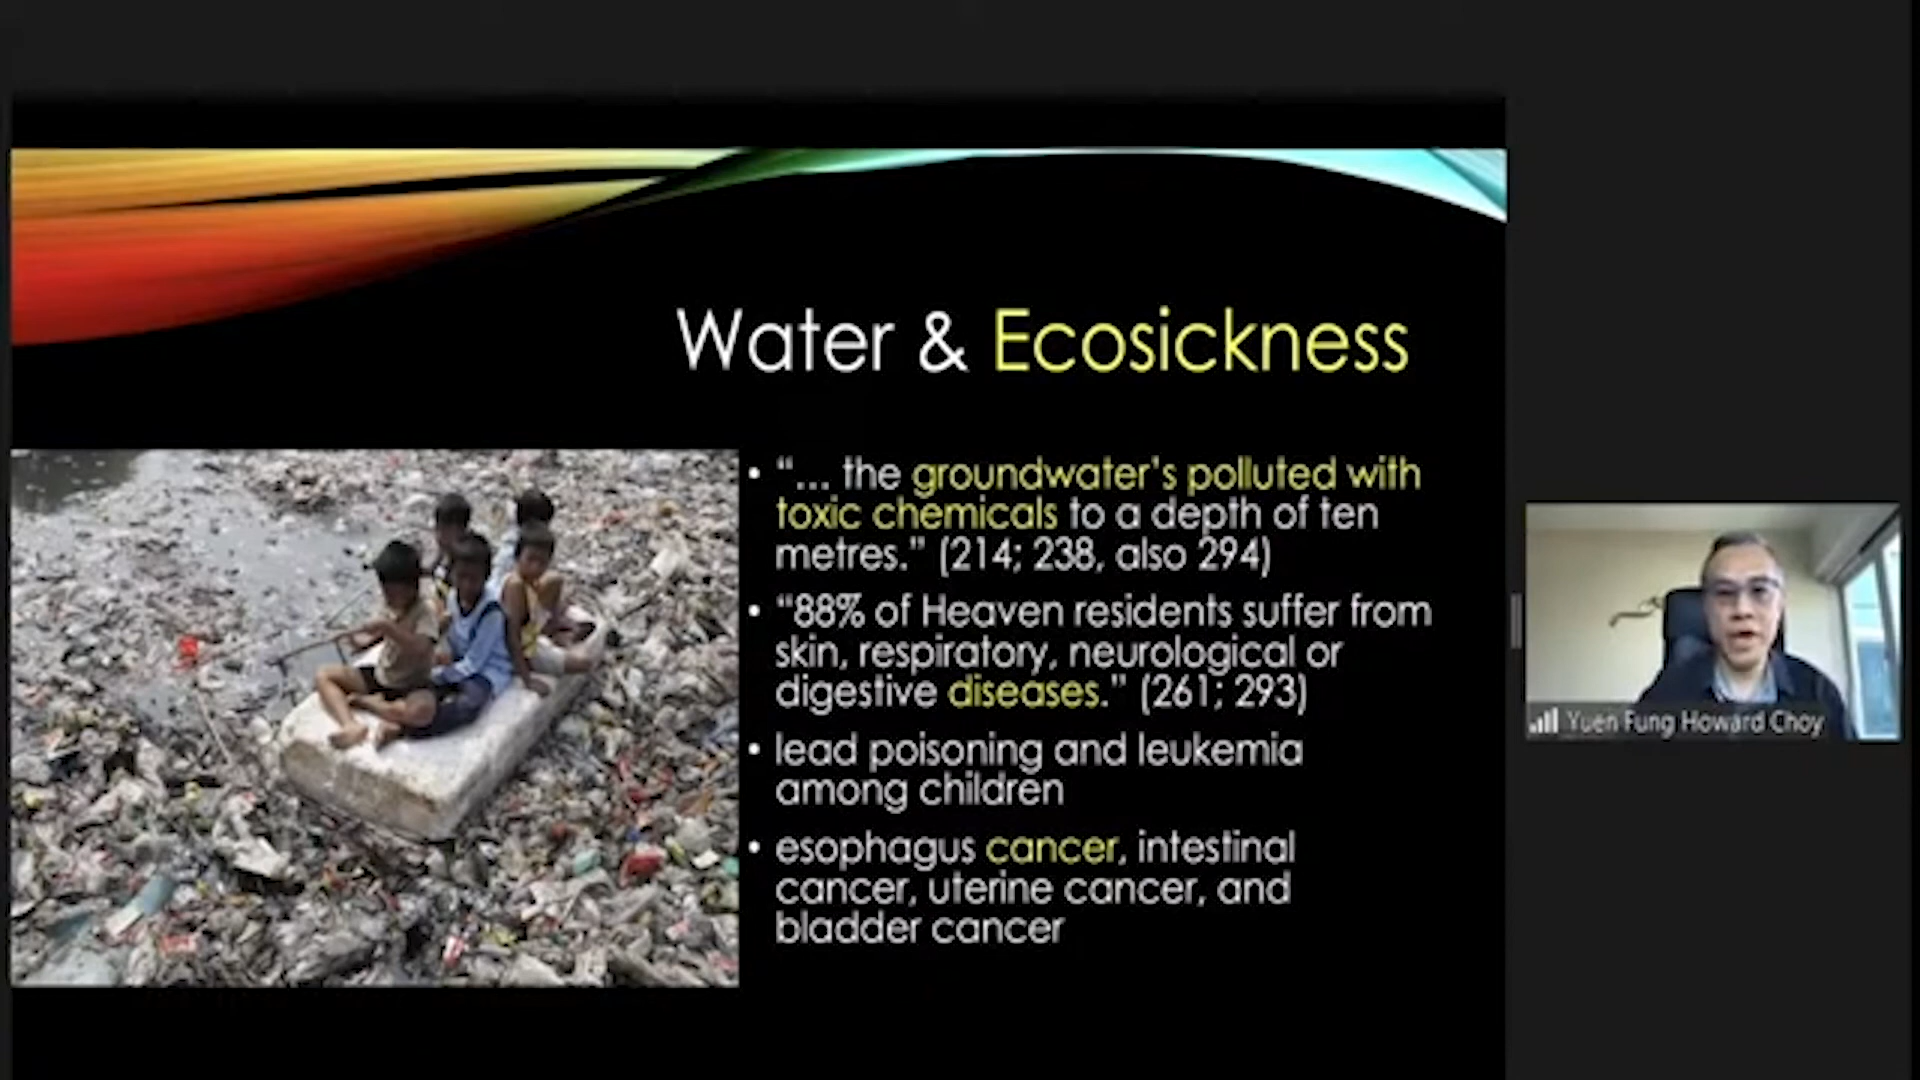 Water & Ecosickness
• “... the groundwater’s polluted with
toxic chemicals to a depth of ten
metres.” (214; 238, also 294)
• “88% of Heaven residents suffer from
skin, respiratory, neurological or
digestive diseases.” (261; 293)
• lead poisoning and leukemia
among children
• esophagus cancer, intestinal
cancer, uterine cancer, and
bladder cancer
Yuen Fung Howard Choy